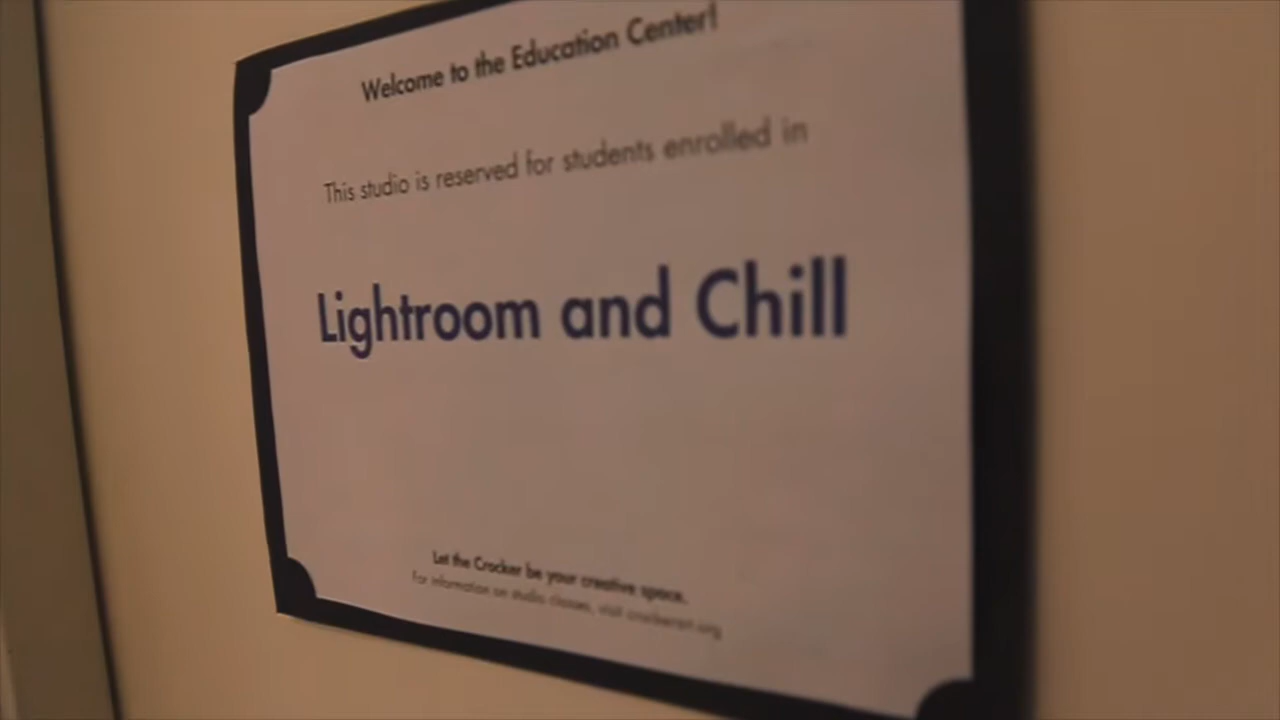 Welcome to the Education Center!
This studio is reserved for students enrolled in
Lightroom and Chill
Let the Crocker be your creative space.
For information on studio classes, visit crockerart.org